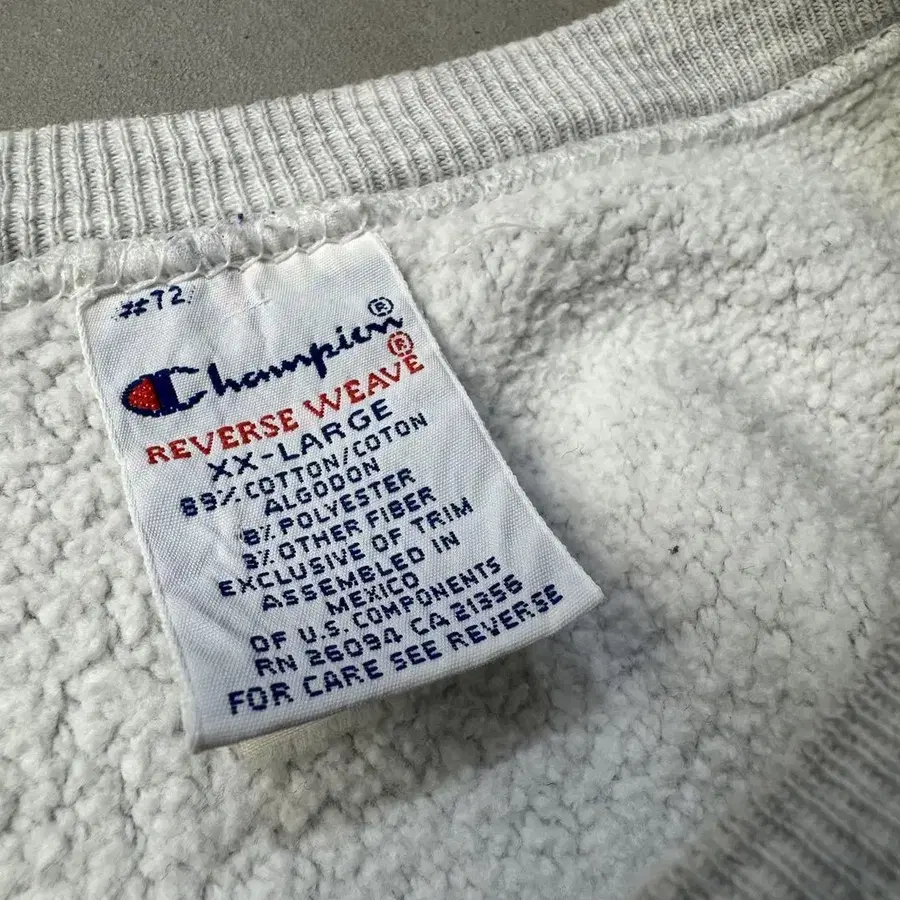 #T2
Champion®
REVERSE WEAVE®
XX-LARGE
89% COTTON/COTON
ALGODON
8% POLYESTER
3% OTHER FIBER
EXCLUSIVE OF TRIM
ASSEMBLED IN
MEXICO
OF U.S. COMPONENTS
RN 26094 CA 21356
FOR CARE SEE REVERSE